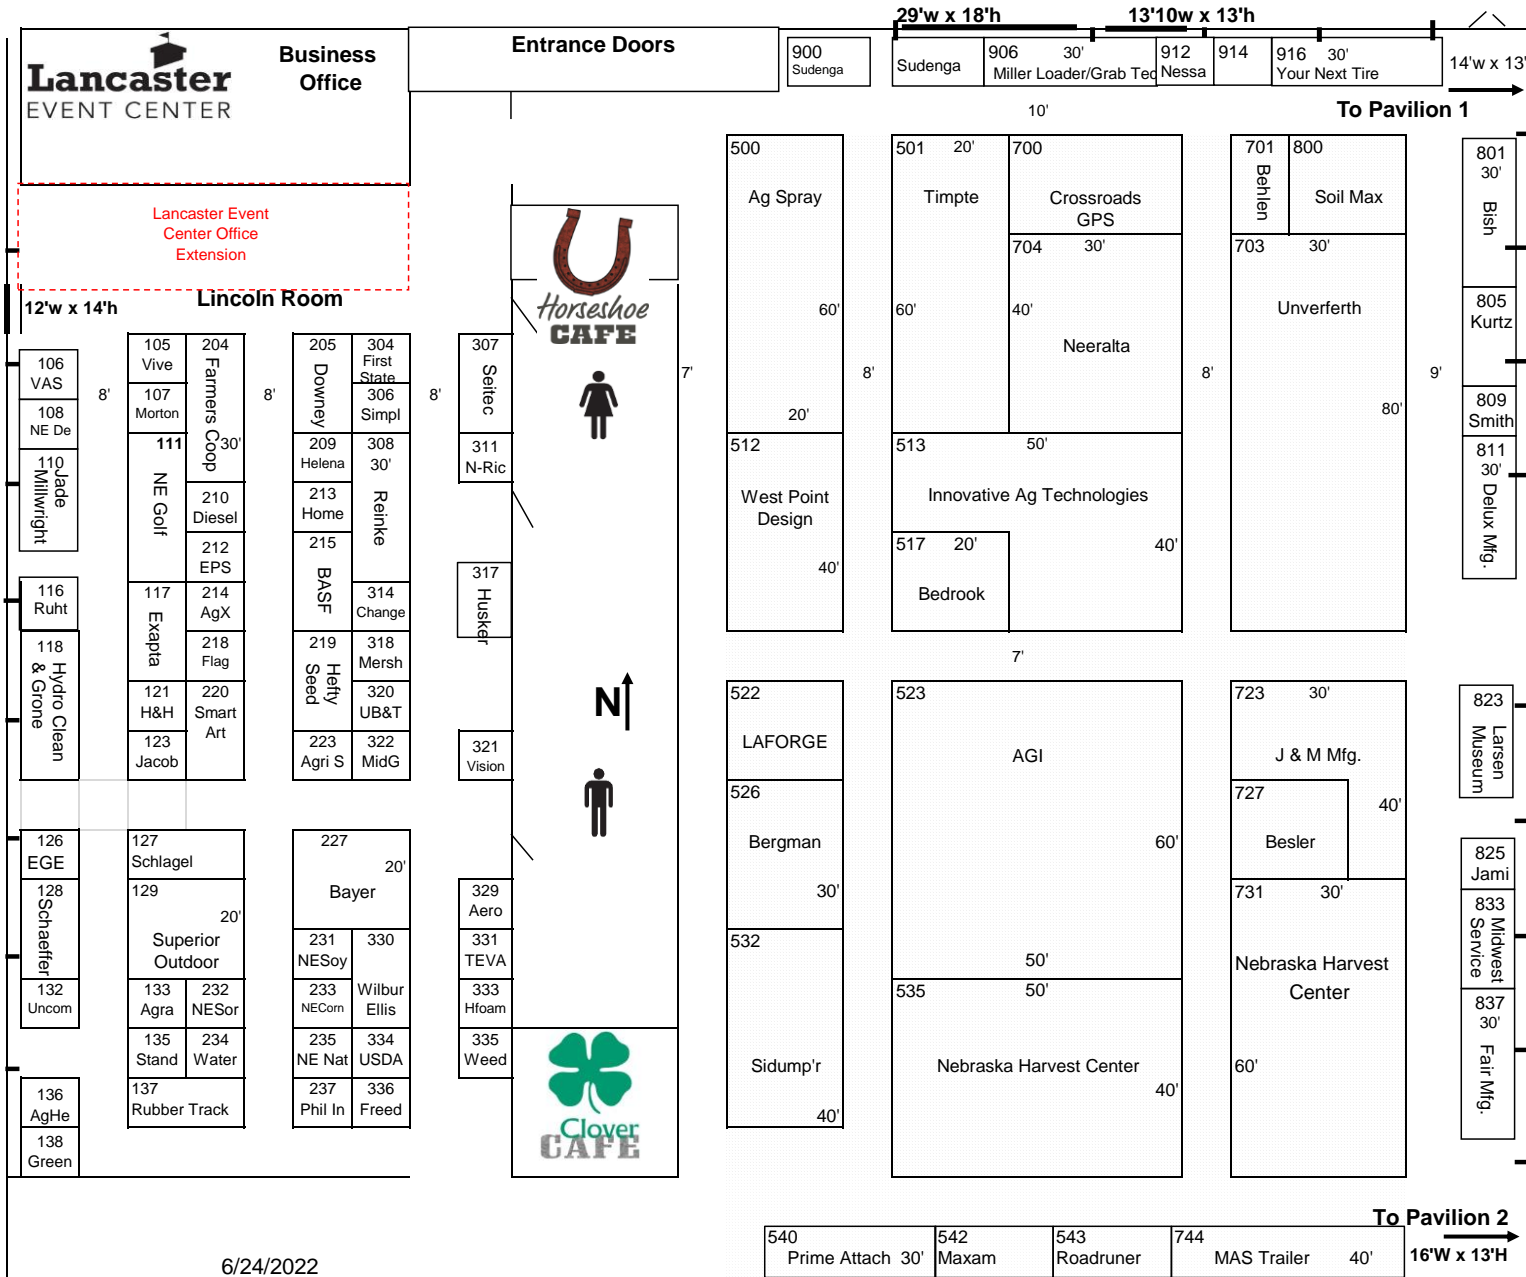 Lancaster
EVENT CENTER
Business
Office
Entrance Doors
29'w x 18'h
13'10w x 13'h
900
Sudenga
Sudenga
906 30'
Miller Loader/Grab Tec
912
Nessa
914
916 30'
Your Next Tire
14'w x 13'
To Pavilion 1
10'
Lancaster Event
Center Office
Extension
Lincoln Room
12'w x 14'h
106
VAS
108
NE De
110
Jade
Millwright
116
Ruht
118
Hydro Clean
& Grone
126
EGE
128
Schaeffer
132
Uncom
136
AgHe
138
Green
8'
105
Vive
107
Morton
111
NE Golf
117
Exapta
121
H&H
123
Jacob
204
Farmers Coop
30'
210
Diesel
212
EPS
214
AgX
218
Flag
220
Smart
Art
127
Schlagel
129
20'
Superior
Outdoor
133
Agra
232
NESor
135
Stand
234
Water
137
Rubber Track
8'
205
Downey
209
Helena
213
Home
215
BASF
219
Hefty
Seed
223
Agri S
304
First
State
306
Simpl
308
30'
Reinke
314
Change
318
Mersh
320
UB&T
322
MidG
227
20'
Bayer
231
NESoy
330
Wilbur
Ellis
233
NECorn
235
NE Nat
334
USDA
237
Phil In
336
Freed
8'
307
Seitec
311
N-Ric
317
Husker
321
Vision
329
Aero
331
TEVA
333
Hfoam
335
Weed
Horseshoe
CAFE
N
Clover
CAFE
7'
500
Ag Spray
60'
20'
512
West Point
Design
40'
522
LAFORGE
526
Bergman
30'
532
Sidump'r
40'
8'
501 20'
Timpte
60'
700
Crossroads
GPS
704 30'
40'
Neeralta
513 50'
Innovative Ag Technologies
40'
517 20'
Bedrook
7'
523
AGI
60'
50'
535 50'
Nebraska Harvest Center
40'
8'
701
Behlen
800
Soil Max
703 30'
Unverferth
80'
723 30'
J & M Mfg.
40'
727
Besler
731 30'
Nebraska Harvest
Center
60'
9'
801
30'
Bish
805
Kurtz
809
Smith
811
30'
Delux Mfg.
823
Larsen
Museum
825
Jami
833
Midwest
Service
837
30'
Fair Mfg.
To Pavilion 2
16'W x 13'H
540
Prime Attach 30'
542
Maxam
543
Roadruner
744
MAS Trailer 40'
6/24/2022